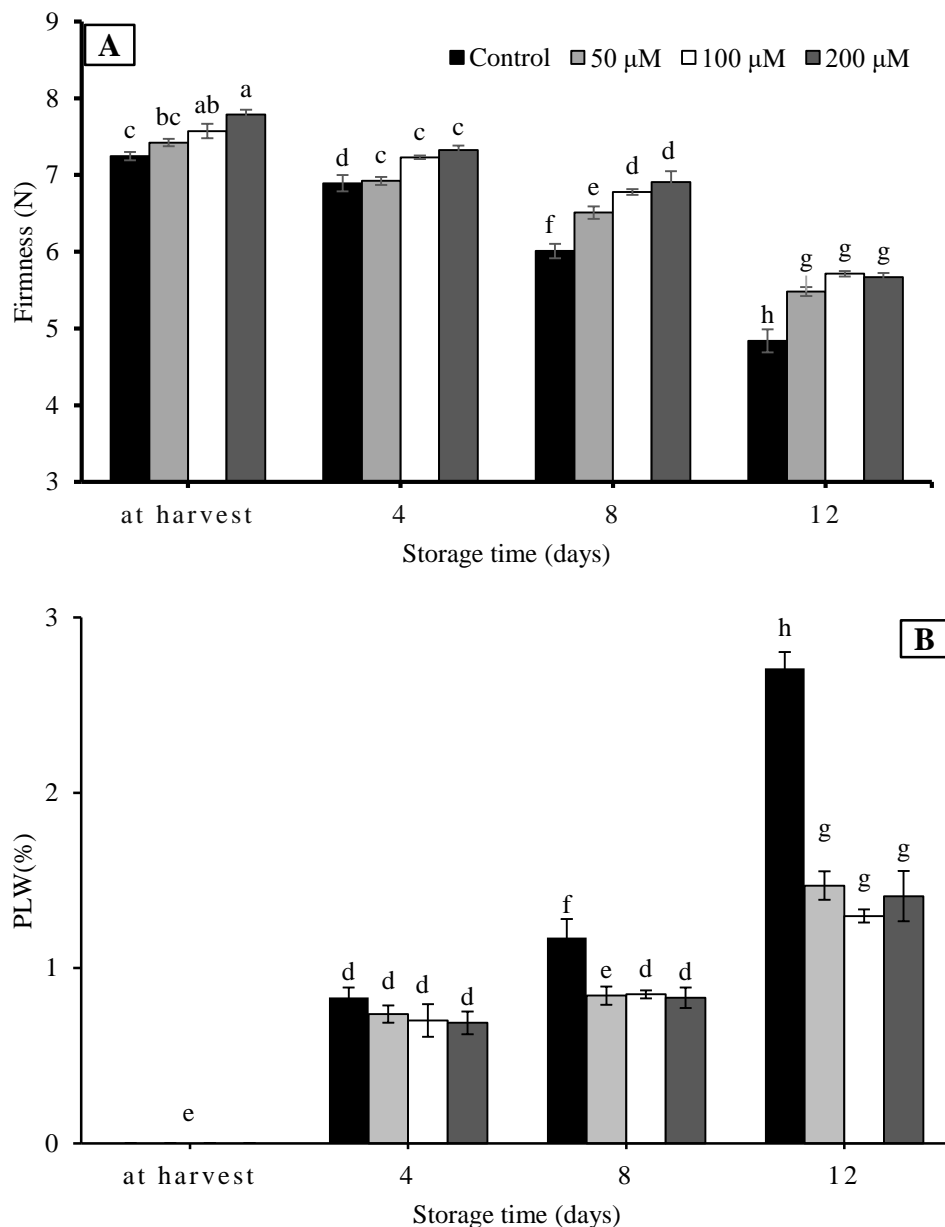 9
A
Control 50 μM 100 μM 200 μM
8
a
ab
bc
c
c c
c
d
7
d
d
e
f
6
g g g
h
5
4
3
Firmness (N)
at harvest 4 8 12
Storage time (days)
3
B
h
2
g
g
g
f
1
d d d d
e d d
e
0
PLW(%)
at harvest 4 8 12
Storage time (days)